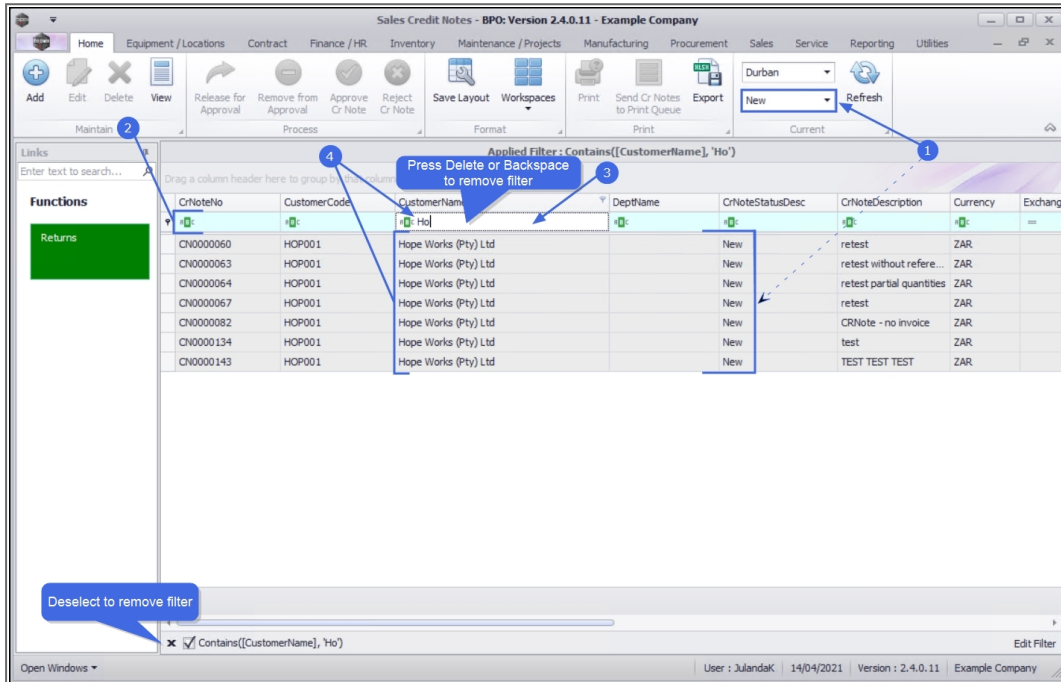 Sales Credit Notes - BPO: Version 2.4.0.11 - Example Company
Home Equipment / Locations Contract Finance / HR Inventory Maintenance / Projects Manufacturing Procurement Sales Service Reporting Utilities
Add Edit Delete View Release for Approval Remove from Approval Approve Cr Note Reject Cr Note Save Layout Workspaces Print Send Cr Notes to Print Queue Export Durban New Refresh
Maintain Process Format Print Current
2
4
1
3
Links
Applied Filter : Contains([CustomerName], 'Ho')
Enter text to search...
Drag a column header here to group by that column
Press Delete or Backspace
to remove filter
Functions
Returns
CrNoteNo CustomerCode CustomerName DeptName CrNoteStatusDesc CrNoteDescription Currency Exchang
Ho =
CN0000060 HOP001 Hope Works (Pty) Ltd New retest ZAR
CN0000063 HOP001 Hope Works (Pty) Ltd New retest without refere... ZAR
CN0000064 HOP001 Hope Works (Pty) Ltd New retest partial quantities ZAR
CN0000067 HOP001 Hope Works (Pty) Ltd New retest ZAR
CN0000082 HOP001 Hope Works (Pty) Ltd New CRNote - no invoice ZAR
CN0000134 HOP001 Hope Works (Pty) Ltd New test ZAR
CN0000143 HOP001 Hope Works (Pty) Ltd New TEST TEST TEST ZAR
Deselect to remove filter
Contains([CustomerName], 'Ho') Edit Filter
Open Windows User : JulandaK 14/04/2021 Version : 2.4.0.11 Example Company